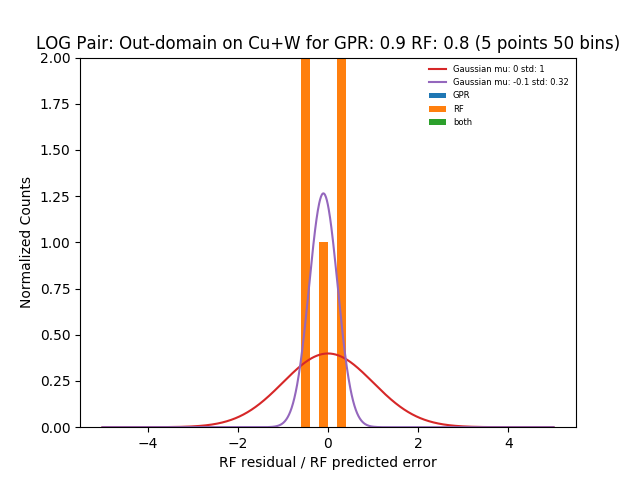 LOG Pair: Out-domain on Cu+W for GPR: 0.9 RF: 0.8 (5 points 50 bins)
Gaussian mu: 0 std: 1
Gaussian mu: -0.1 std: 0.32
GPR
RF
both
Normalized Counts
2.00
1.75
1.50
1.25
1.00
0.75
0.50
0.25
0.00
−4
−2
0
2
4
RF residual / RF predicted error